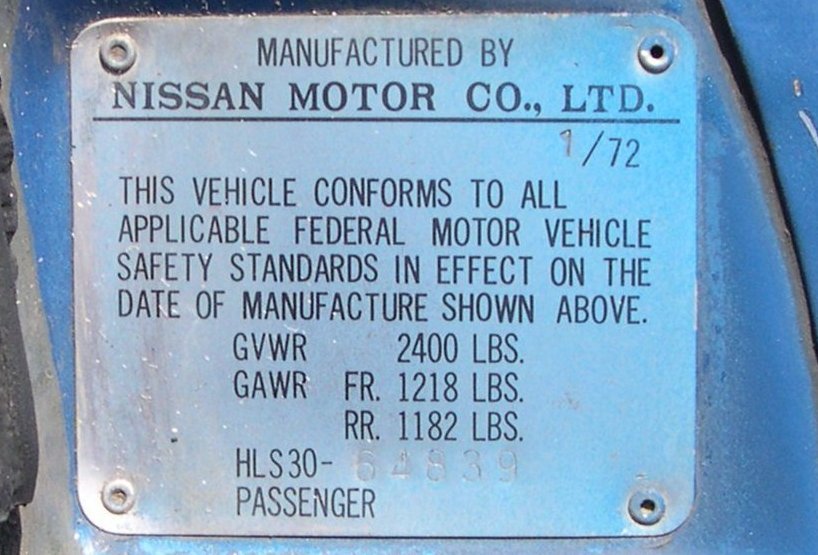 MANUFACTURED BY
NISSAN MOTOR CO., LTD.
1/72
THIS VEHICLE CONFORMS TO ALL
APPLICABLE FEDERAL MOTOR VEHICLE
SAFETY STANDARDS IN EFFECT ON THE
DATE OF MANUFACTURE SHOWN ABOVE.
GVWR 2400 LBS.
GAWR FR. 1218 LBS.
RR. 1182 LBS.
HLS30-64839
PASSENGER